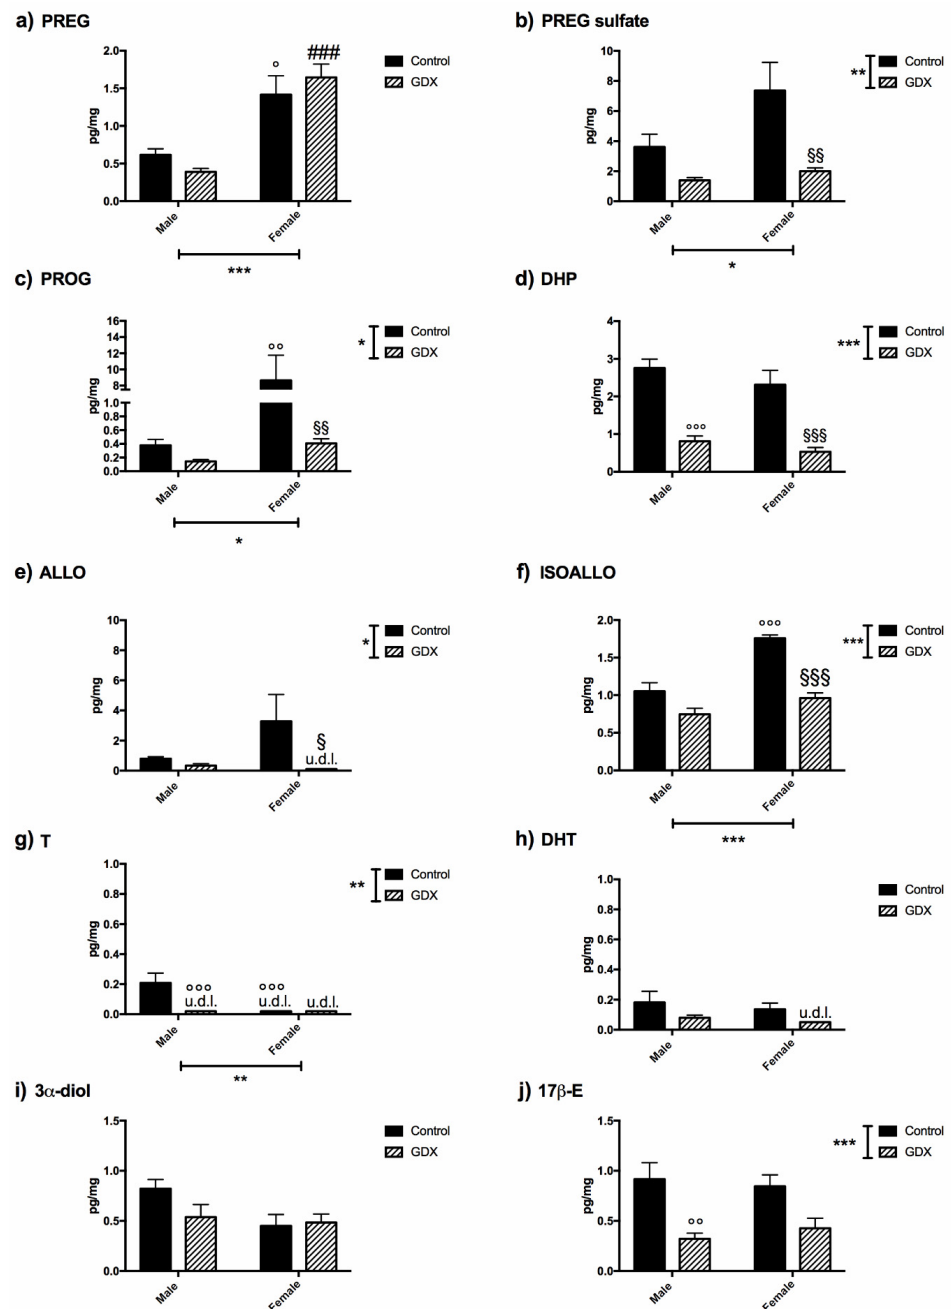 a) PREG
b) PREG sulfate
2.0
1.5
1.0
0.5
0.0
pg/mg
Male
Female
°
###
Control
GDX
***
10
8
6
4
2
0
pg/mg
Male
Female
§§
**
Control
GDX
*
c) PROG
d) DHP
16
14
12
10
8
1.0
0.8
0.6
0.4
0.2
0.0
pg/mg
Male
Female
°°
§§
*
Control
GDX
*
4
3
2
1
0
pg/mg
Male
Female
°°°
§§§
***
Control
GDX
e) ALLO
f) ISOALLO
10
8
6
4
2
0
pg/mg
Male
Female
§
u.d.l.
*
Control
GDX
2.0
1.5
1.0
0.5
0.0
pg/mg
Male
Female
°°°
§§§
***
Control
GDX
***
g) T
h) DHT
1.0
0.8
0.6
0.4
0.2
0.0
pg/mg
Male
Female
°°°
u.d.l.
°°°
u.d.l.
u.d.l.
**
Control
GDX
**
1.0
0.8
0.6
0.4
0.2
0.0
pg/mg
Male
Female
u.d.l.
Control
GDX
i) 3α-diol
j) 17β-E
1.5
1.0
0.5
0.0
pg/mg
Male
Female
Control
GDX
1.5
1.0
0.5
0.0
pg/mg
Male
Female
°°
***
Control
GDX